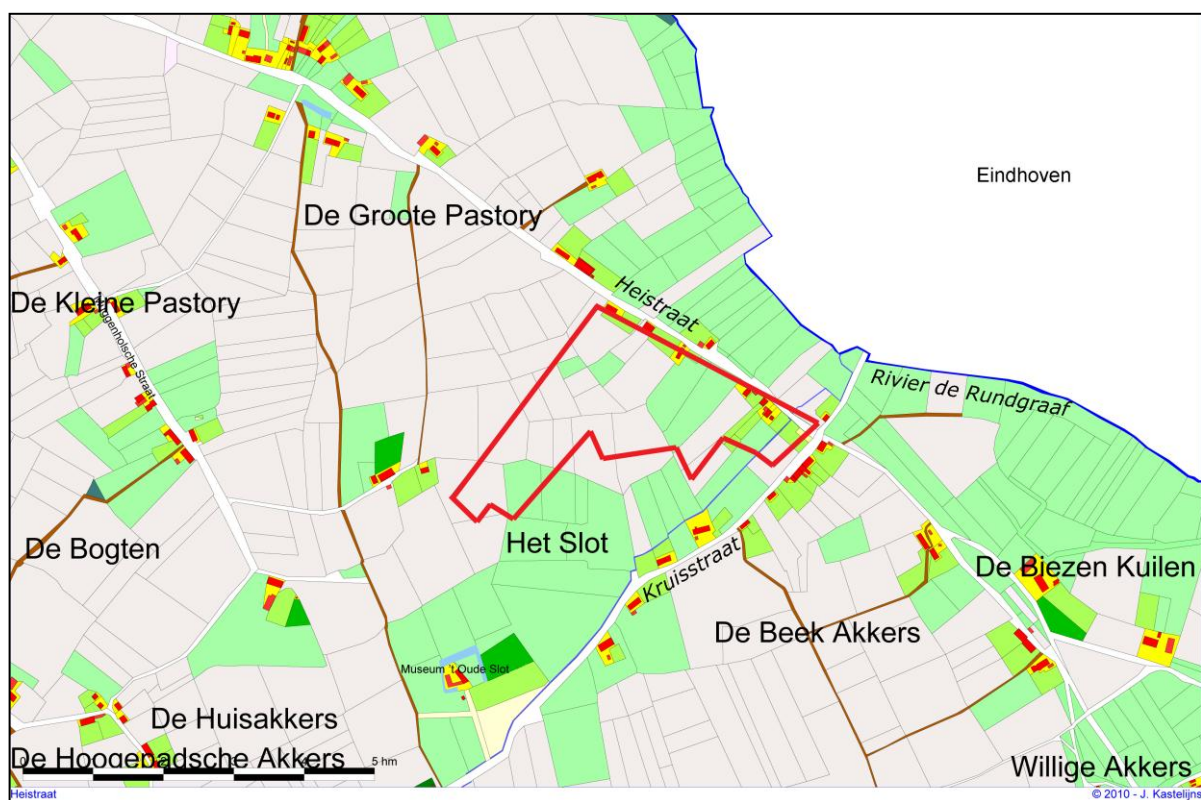 Eindhoven
De Groote Pastory
Heistraat
De Kleine Pastory
Rivier de Rundgraaf
De Bogten
Het Slot
Kruisstraat
De Biezen Kuilen
De Beek Akkers
Museum 't Oude Slot
De Huisakkers
De Hoogepadsche Akkers
5 hm
Willige Akkers
Heistraat
© 2010 - J. Kastelijns